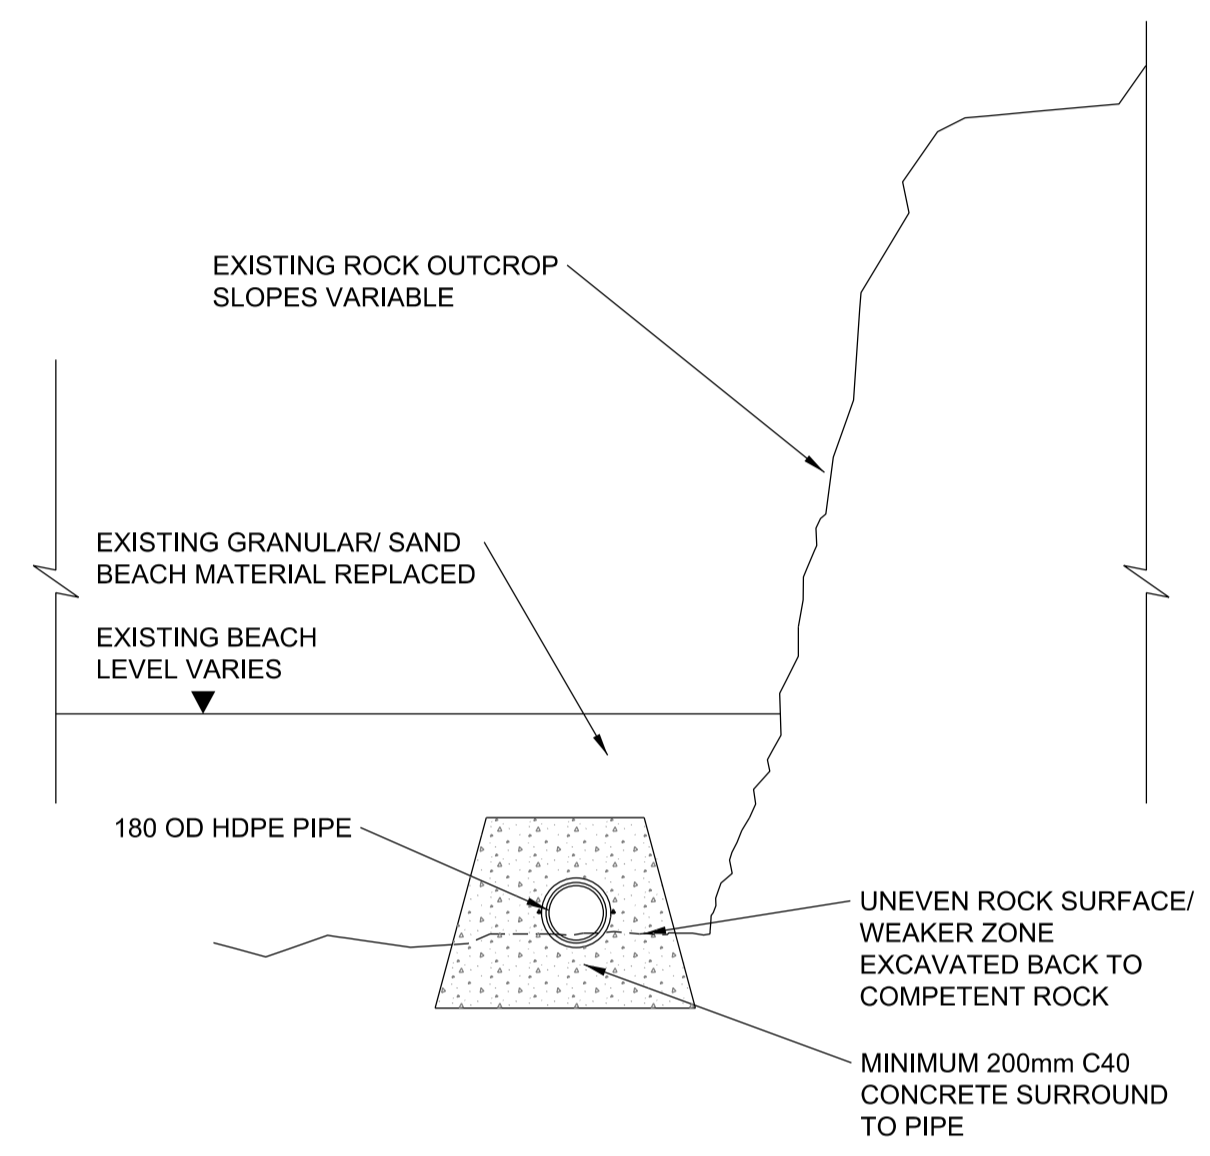 EXISTING ROCK OUTCROP
SLOPES VARIABLE
EXISTING GRANULAR/ SAND
BEACH MATERIAL REPLACED
EXISTING BEACH
LEVEL VARIES
180 OD HDPE PIPE
UNEVEN ROCK SURFACE/
WEAKER ZONE
EXCAVATED BACK TO
COMPETENT ROCK
MINIMUM 200mm C40
CONCRETE SURROUND
TO PIPE